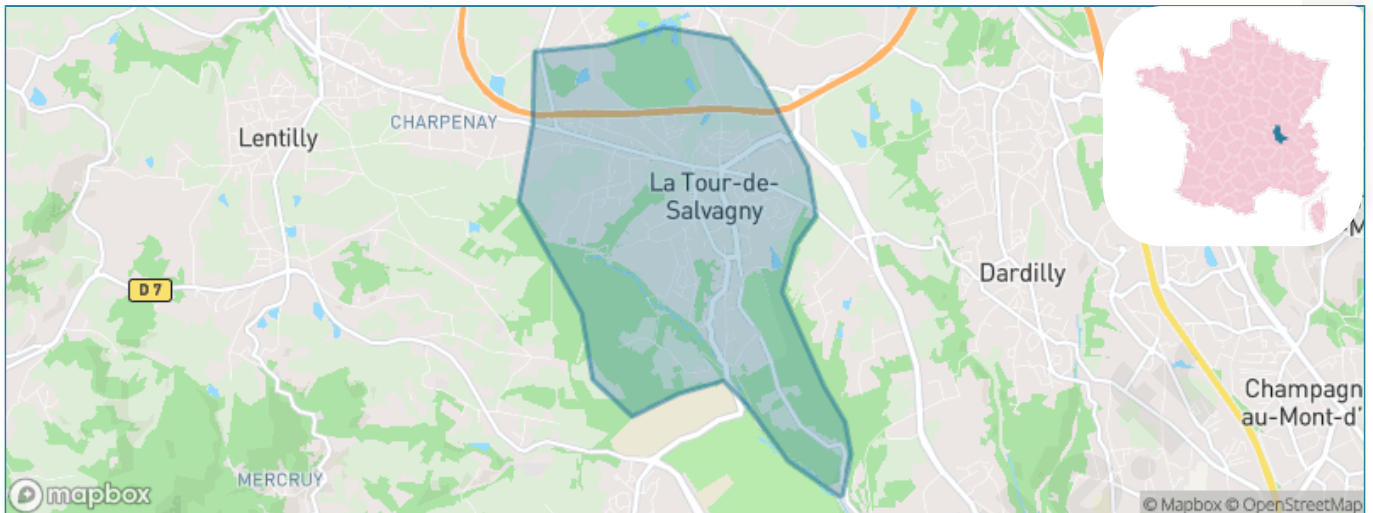 CHARPENAY
Lentilly
La Tour-de-
Salvagny
Dardilly
D 7
Champagn
au-Mont-d'
MERCRUY
mapbox
© Mapbox © OpenStreetMap